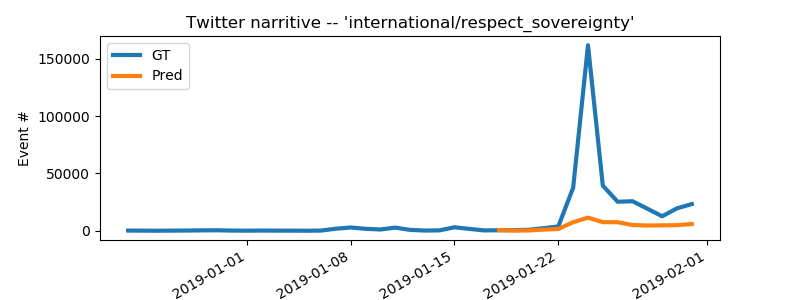 Twitter narritive -- 'international/respect_sovereignty'
GT
Pred
Event #
150000
100000
50000
0
2019-01-01
2019-01-08
2019-01-15
2019-01-22
2019-02-01